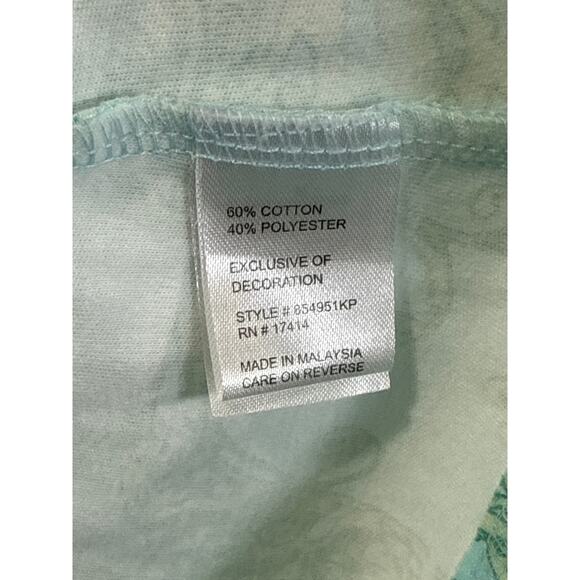 60% COTTON
40% POLYESTER
EXCLUSIVE OF
DECORATION
STYLE # 854951KP
RN # 17414
MADE IN MALAYSIA
CARE ON REVERSE